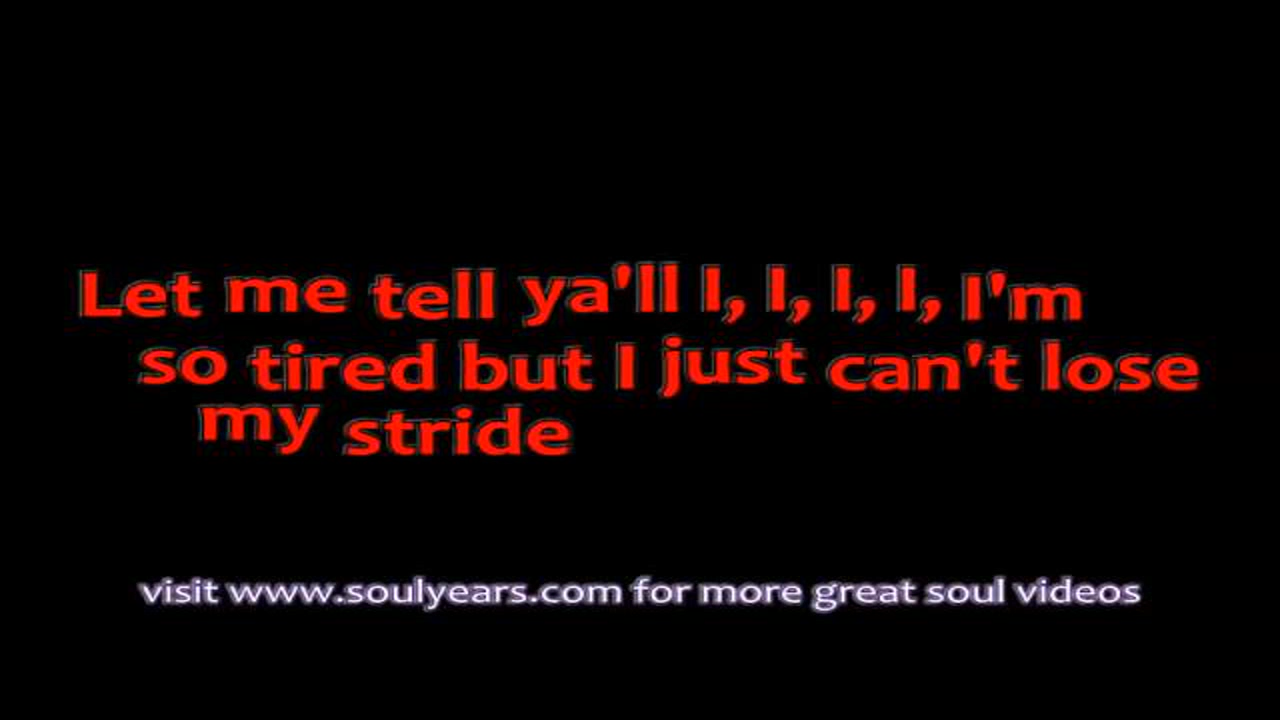 Let me tell ya'll I, I, I, I, I'm
so tired but I just can't lose
my stride
visit www.soulyears.com for more great soul videos